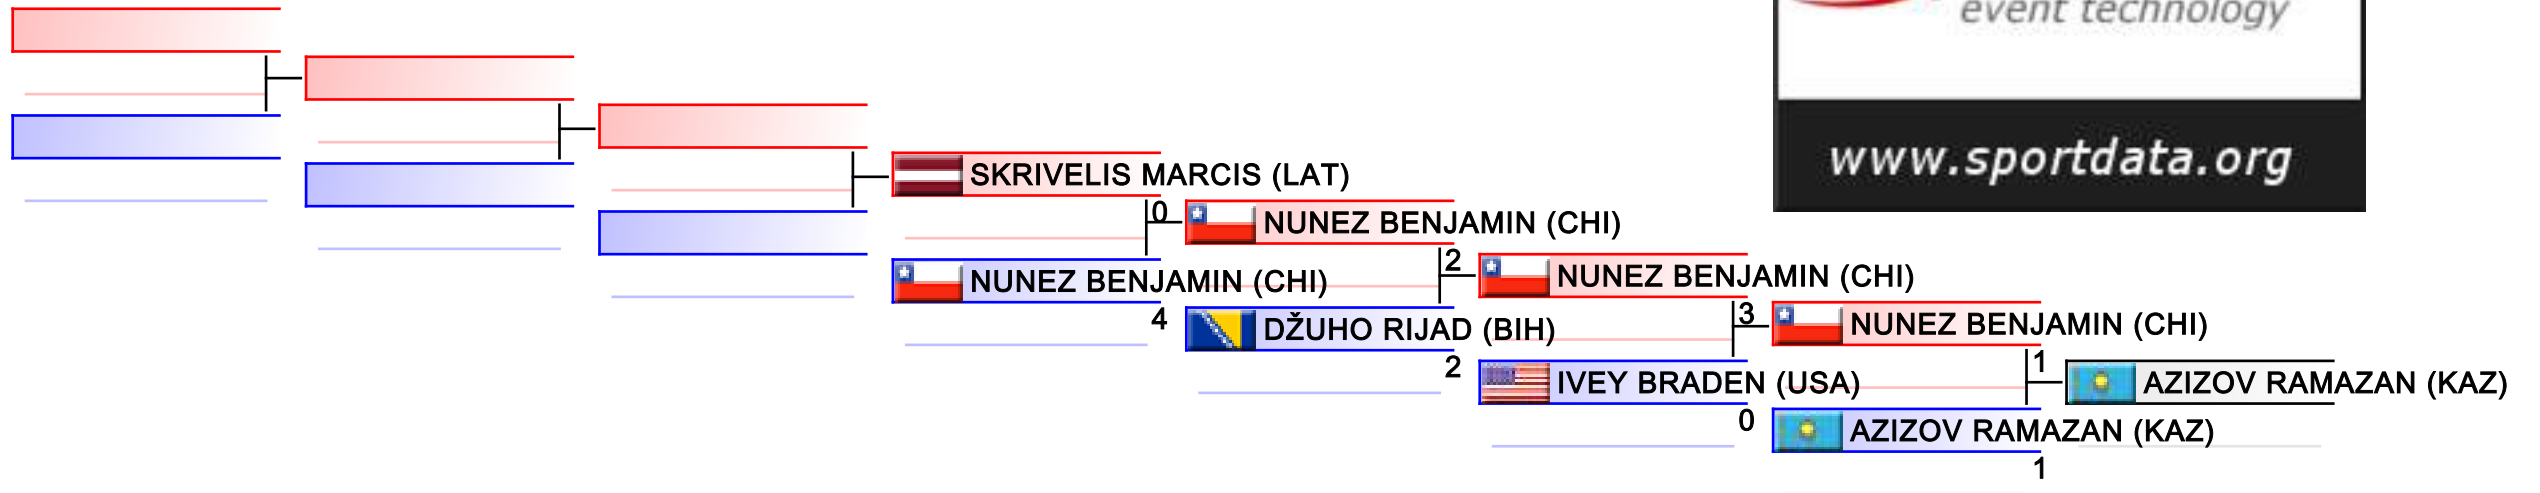 event technology
www.sportdata.org
SKRIVELIS MARCIS (LAT)
0
NUNEZ BENJAMIN (CHI)
4
NUNEZ BENJAMIN (CHI)
2
DŽUHO RIJAD (BIH)
2
NUNEZ BENJAMIN (CHI)
3
IVEY BRADEN (USA)
0
NUNEZ BENJAMIN (CHI)
1
AZIZOV RAMAZAN (KAZ)
1
AZIZOV RAMAZAN (KAZ)